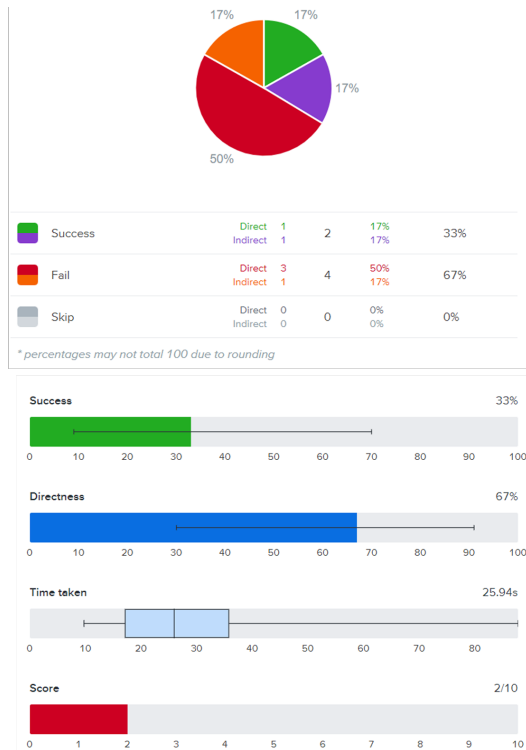 17%
17%
17%
50%
Success Direct 1 2 17% 33%
Indirect 1 17%
Fail Direct 3 4 50% 67%
Indirect 1 17%
Skip Direct 0 0 0% 0%
Indirect 0 0%
* percentages may not total 100 due to rounding
Success 33%
0 10 20 30 40 50 60 70 80 90 100
Directness 67%
0 10 20 30 40 50 60 70 80 90 100
Time taken 25.94s
0 10 20 30 40 50 60 70 80
Score 2/10
0 1 2 3 4 5 6 7 8 9 10